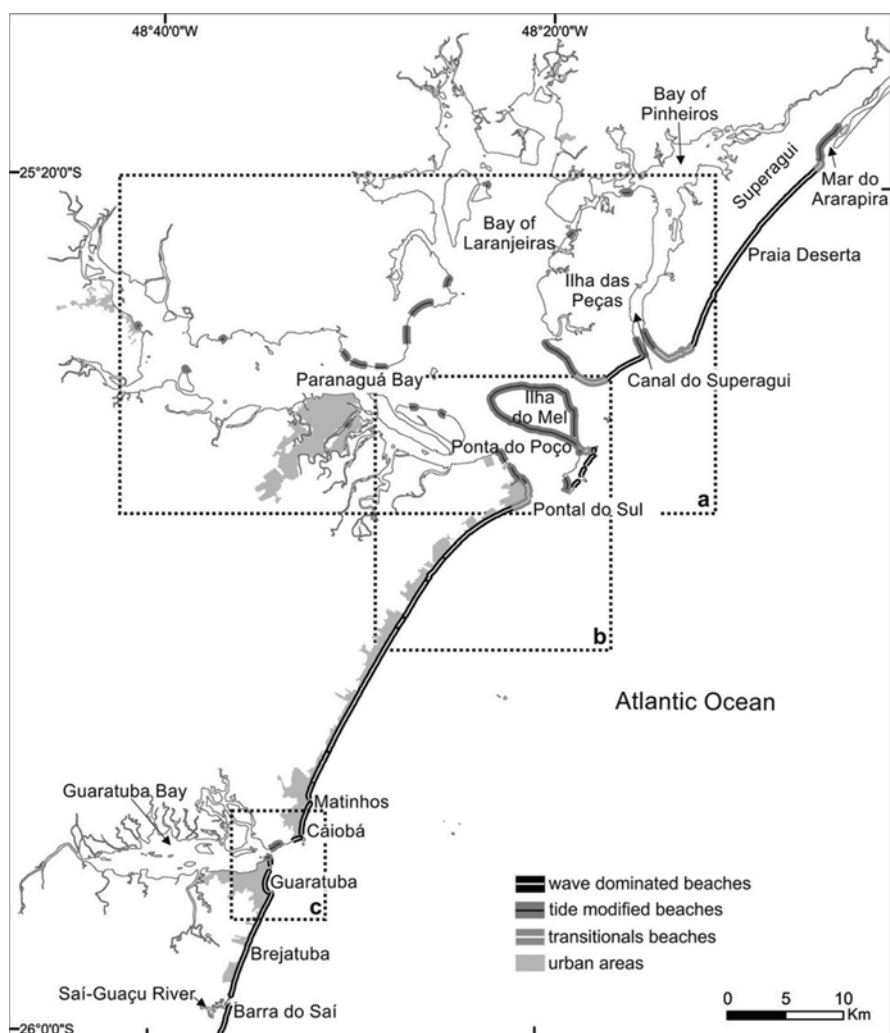 48°40'0"W
48°20'0"W
Bay of
Pinheiros
25°20'0"S
Superagui
Mar do
Ararapira
Bay of
Laranjeiras
Praia Deserta
Ilha das
Peças
Paranaguá Bay
Canal do Superagui
Ilha
do Mel
Ponta do Poço
a
Pontal do Sul
b
Atlantic Ocean
Guaratuba Bay
Matinhos
Caiobá
Guaratuba
c
wave dominated beaches
tide modified beaches
transitionals beaches
urban areas
Brejatuba
Saí-Guaçu River
Barra do Saí
0 5 10
Km
26°0'0"S